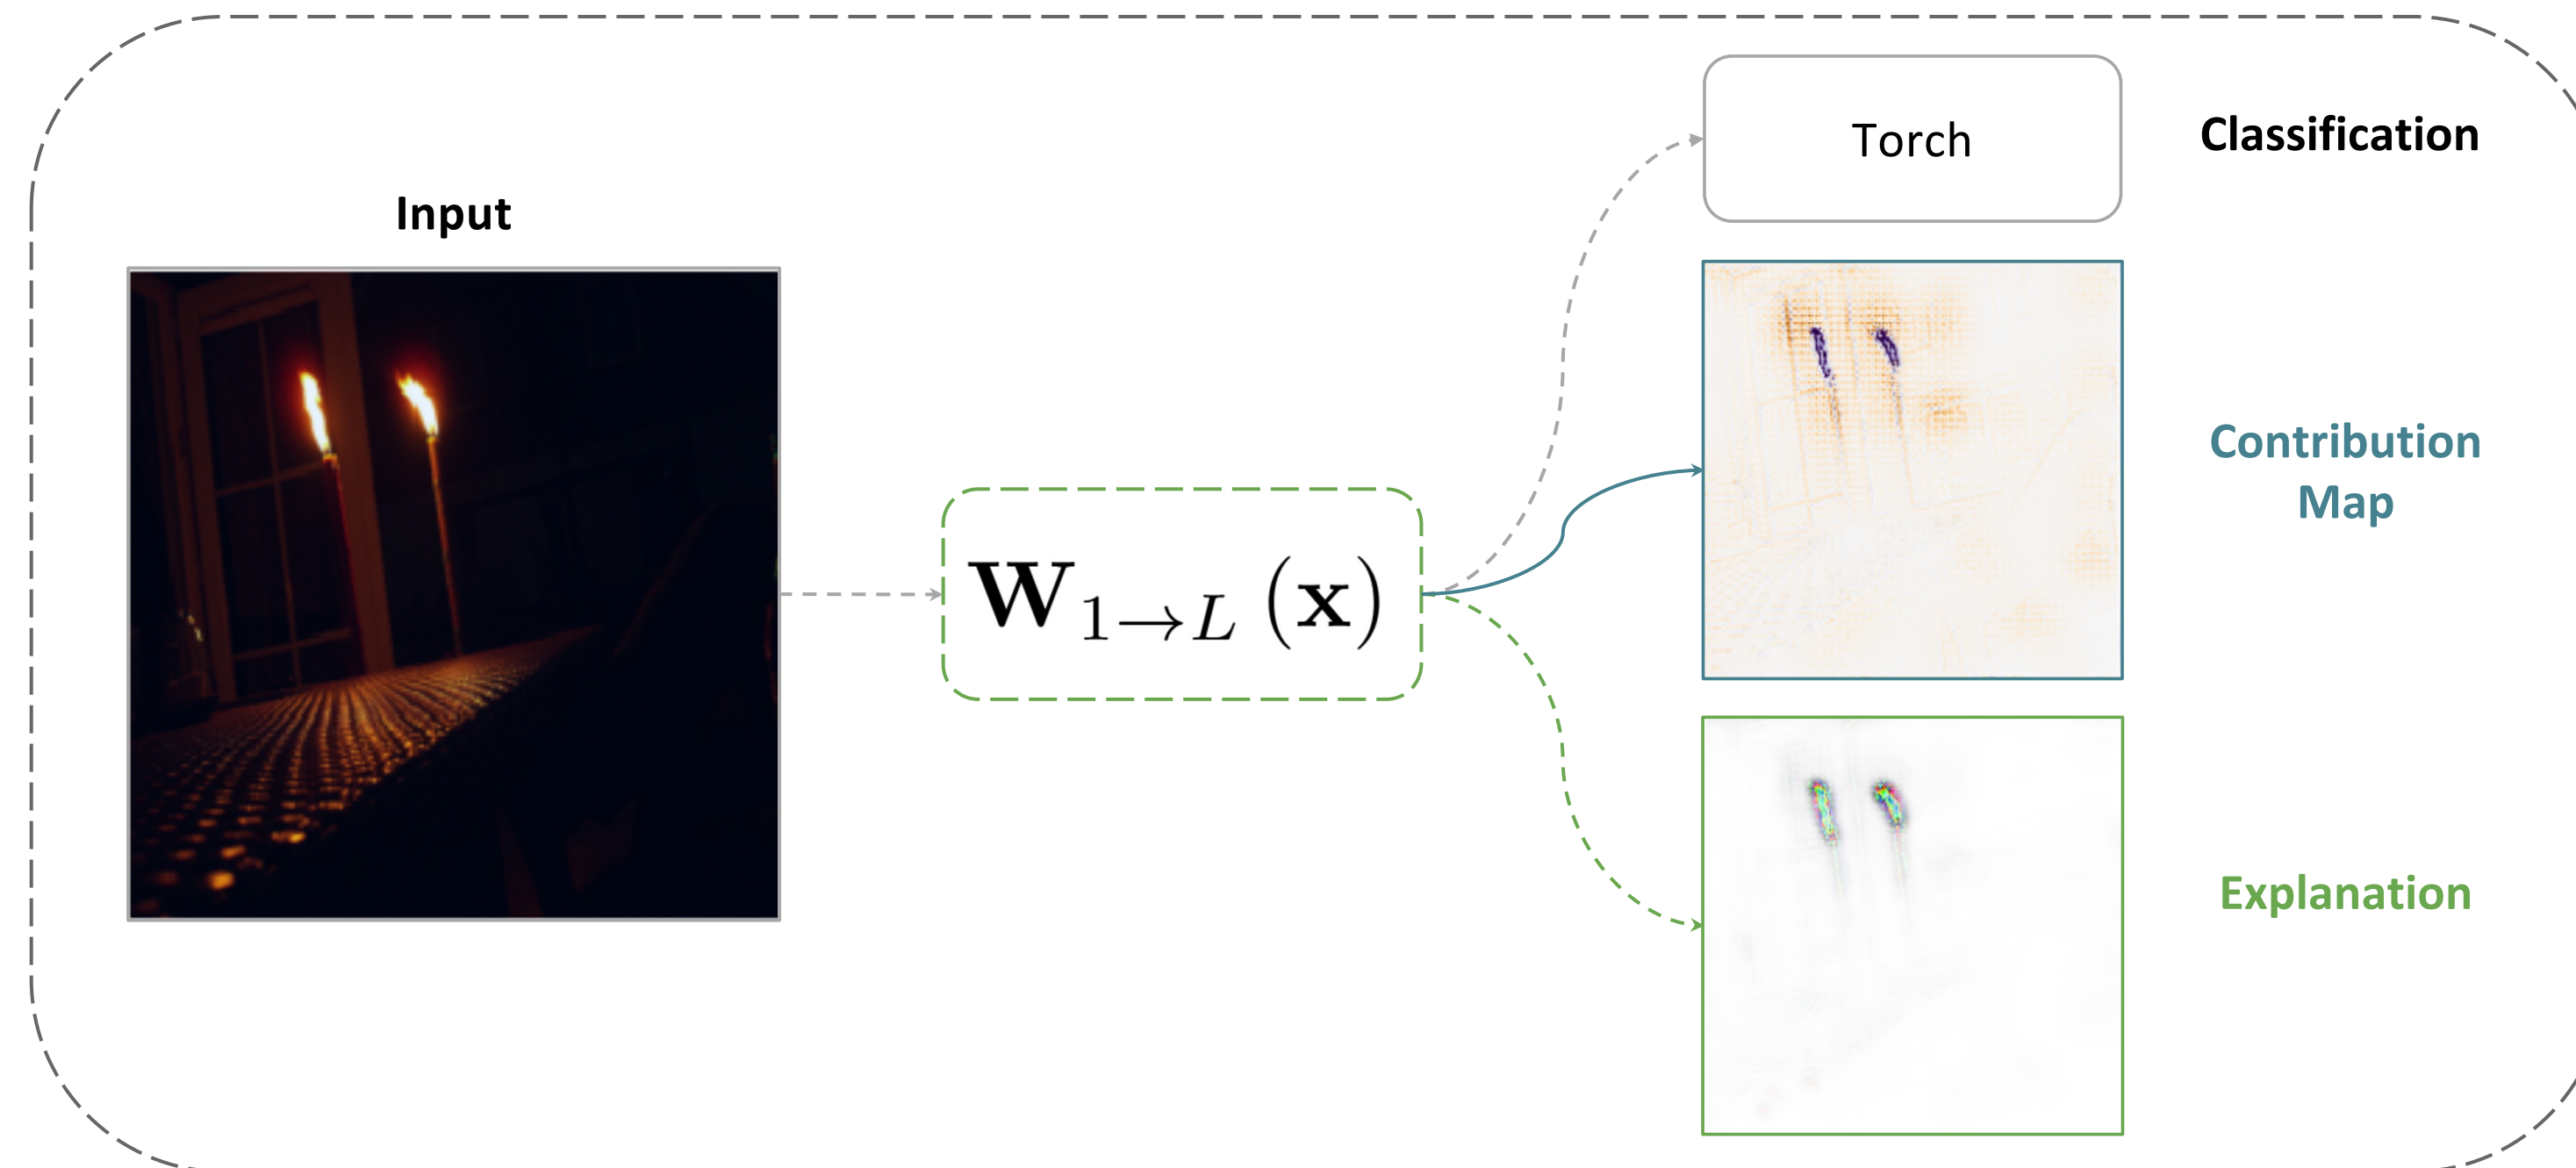 Input
W₁→L (x)
Torch
Classification
Contribution
Map
Explanation